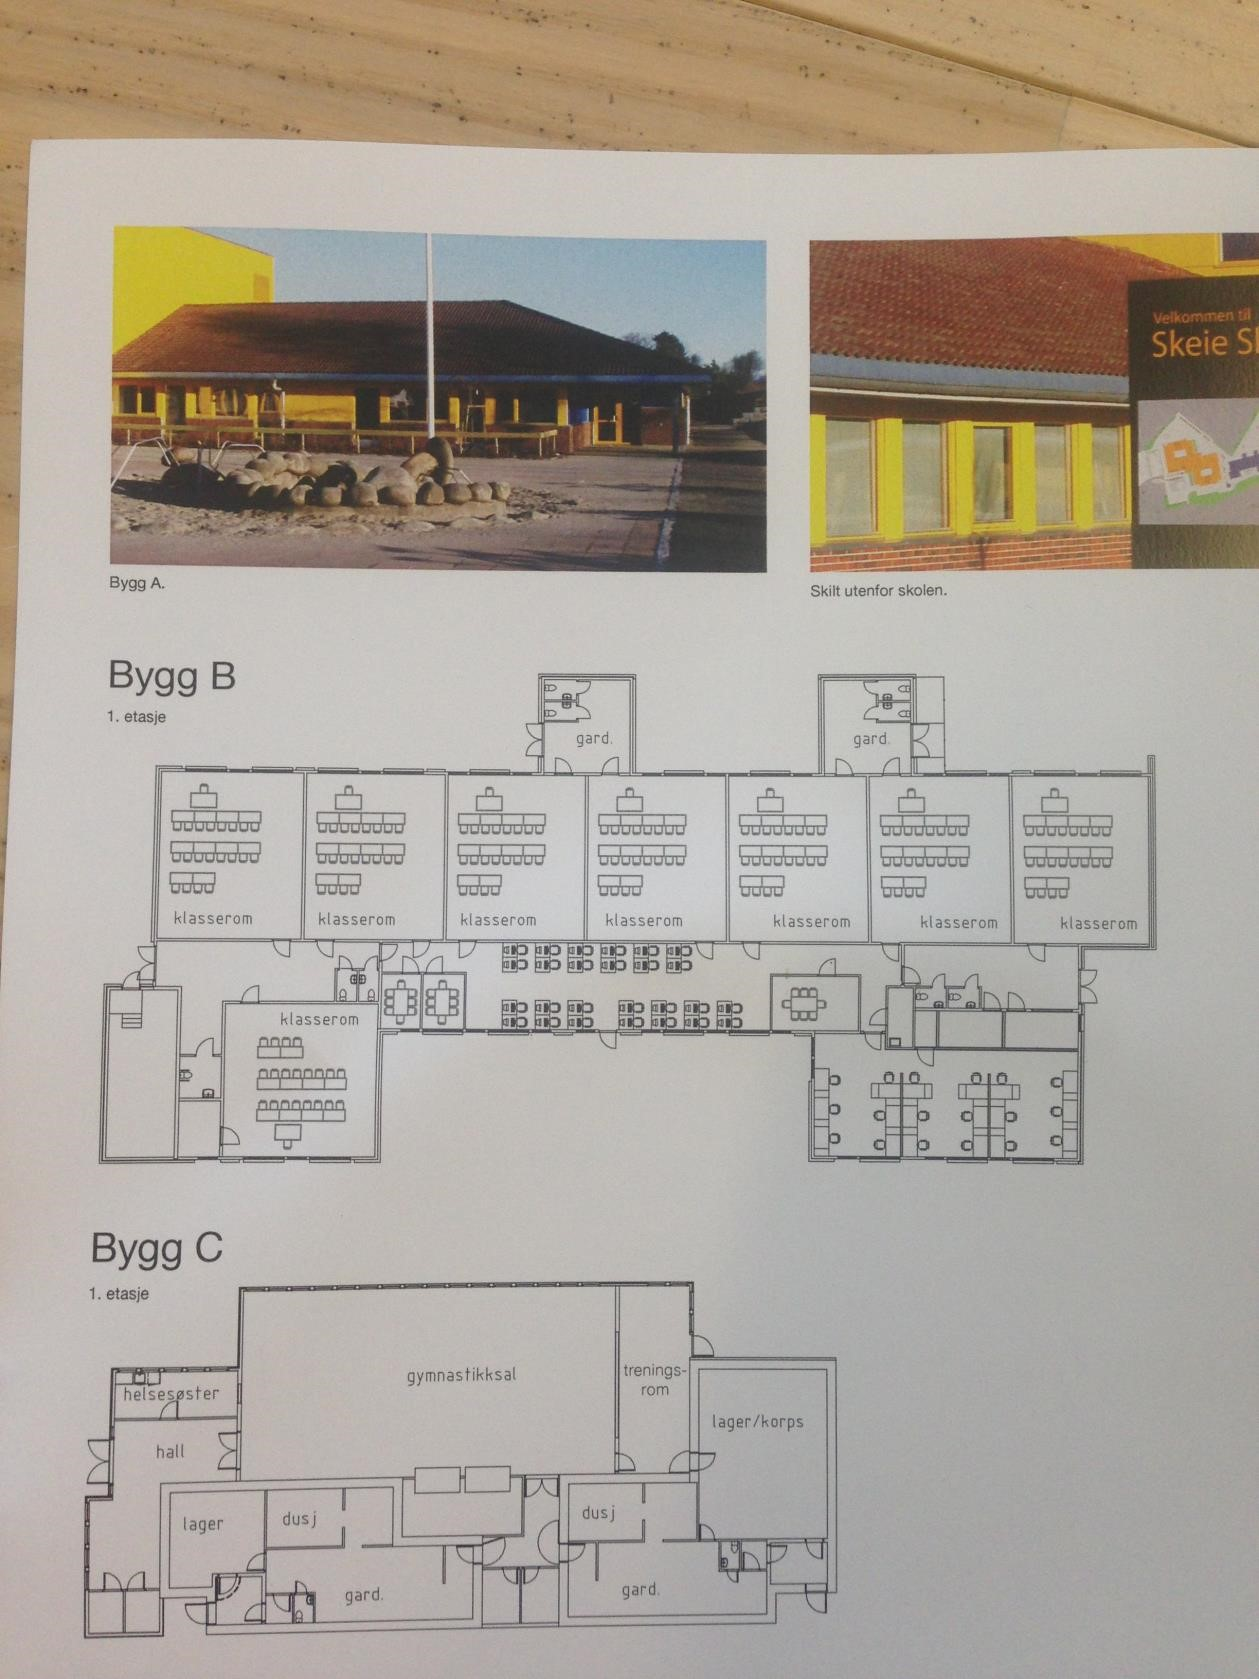 Velkommen til
Skeie
Bygg A.
Skilt utenfor skolen.
Bygg B
1. etasje
gard.
gard.
klasserom
klasserom
klasserom
klasserom
klasserom
klasserom
klasserom
klasserom
Bygg C
1. etasje
gymnastikksal
trenings-
rom
helsesøster
lager/korps
hall
lager
dusj
dusj
gard.
gard.